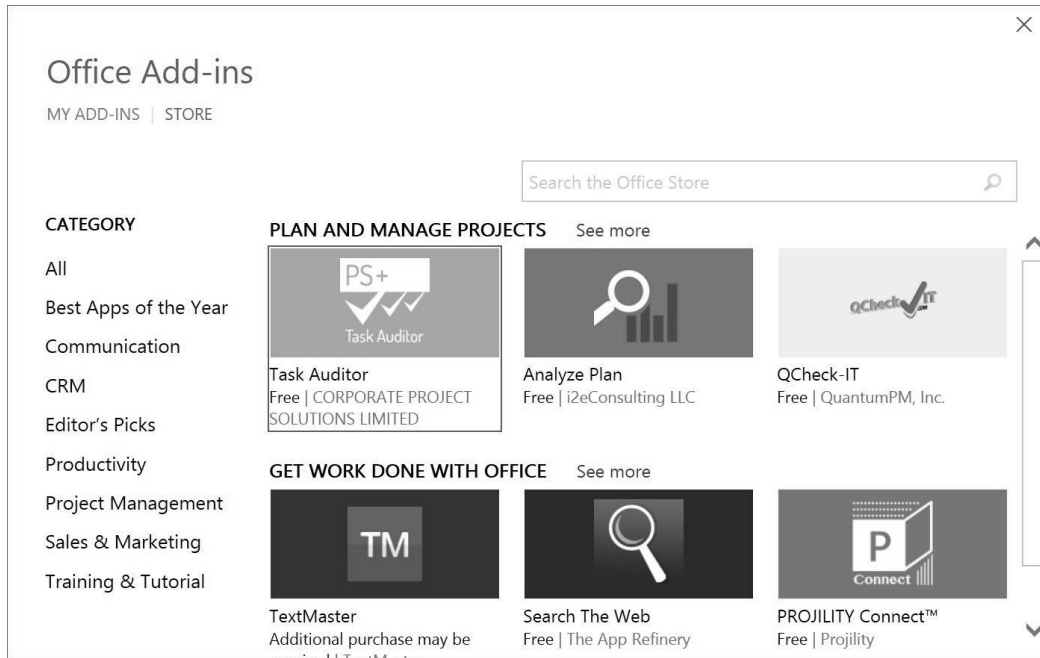 Office Add-ins
MY ADD-INS | STORE
Search the Office Store
CATEGORY
All
Best Apps of the Year
Communication
CRM
Editor's Picks
Productivity
Project Management
Sales & Marketing
Training & Tutorial
PLAN AND MANAGE PROJECTS See more
PS+
Task Auditor
Task Auditor
Free | CORPORATE PROJECT
SOLUTIONS LIMITED
Analyze Plan
Free | i2eConsulting LLC
QCheck IT
.COM
QCheck-IT
Free | QuantumPM, Inc.
GET WORK DONE WITH OFFICE See more
TM
TextMaster
Additional purchase may be
required | TextMaster
Search The Web
Free | The App Refinery
P
Connect
PROJILITY Connect™
Free | Projility